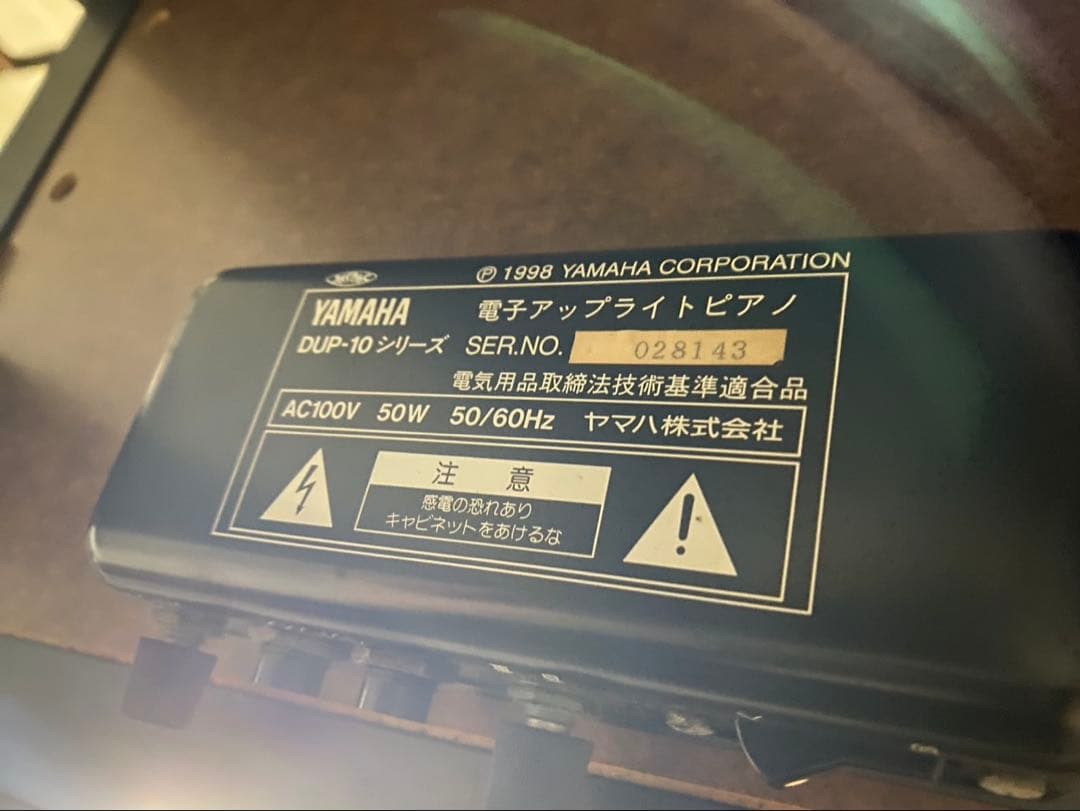 Ⓟ 1998 YAMAHA CORPORATION
YAMAHA 電子アップライトピアノ
DUP-10 シリーズ SER.NO. 028143
電気用品取締法技術基準適合品
AC100V 50W 50/60Hz ヤマハ株式会社
注意
感電の恐れあり
キャビネットをあけるな